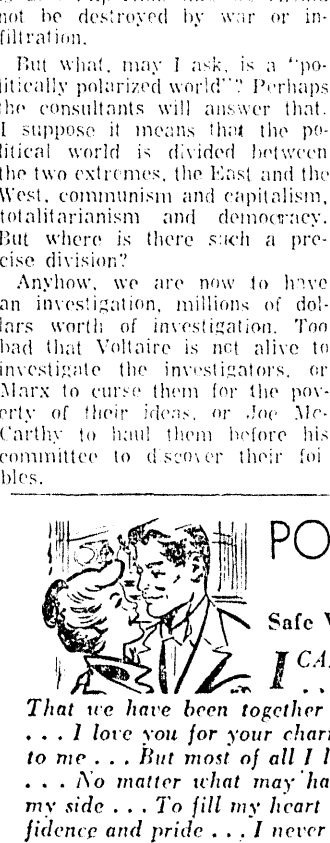 not be destroyed by war or in-
filtration.
But what, may I ask, is a "po-
litically polarized world"? Perhaps
the consultants will answer that.
I suppose it means that the po-
litical world is divided between
the two extremes, the East and the
West, communism and capitalism,
totalitarianism and democracy.
But where is there such a pre-
cise division?
Anyhow, we are now to have
an investigation, millions of dol-
lars worth of investigation. Too
bad that Voltaire is not alive to
investigate the investigators, or
Marx to curse them for the pov-
erty of their ideas, or Joe Mc-
Carthy to haul them before his
committee to discover their foi
bles.
PO
Safe
I CA
That we have been together
. . . I love you for your char
to me . . . But most of all I l
. . . No matter what may ha
my side . . . To fill my heart
fidence and pride . . . I never